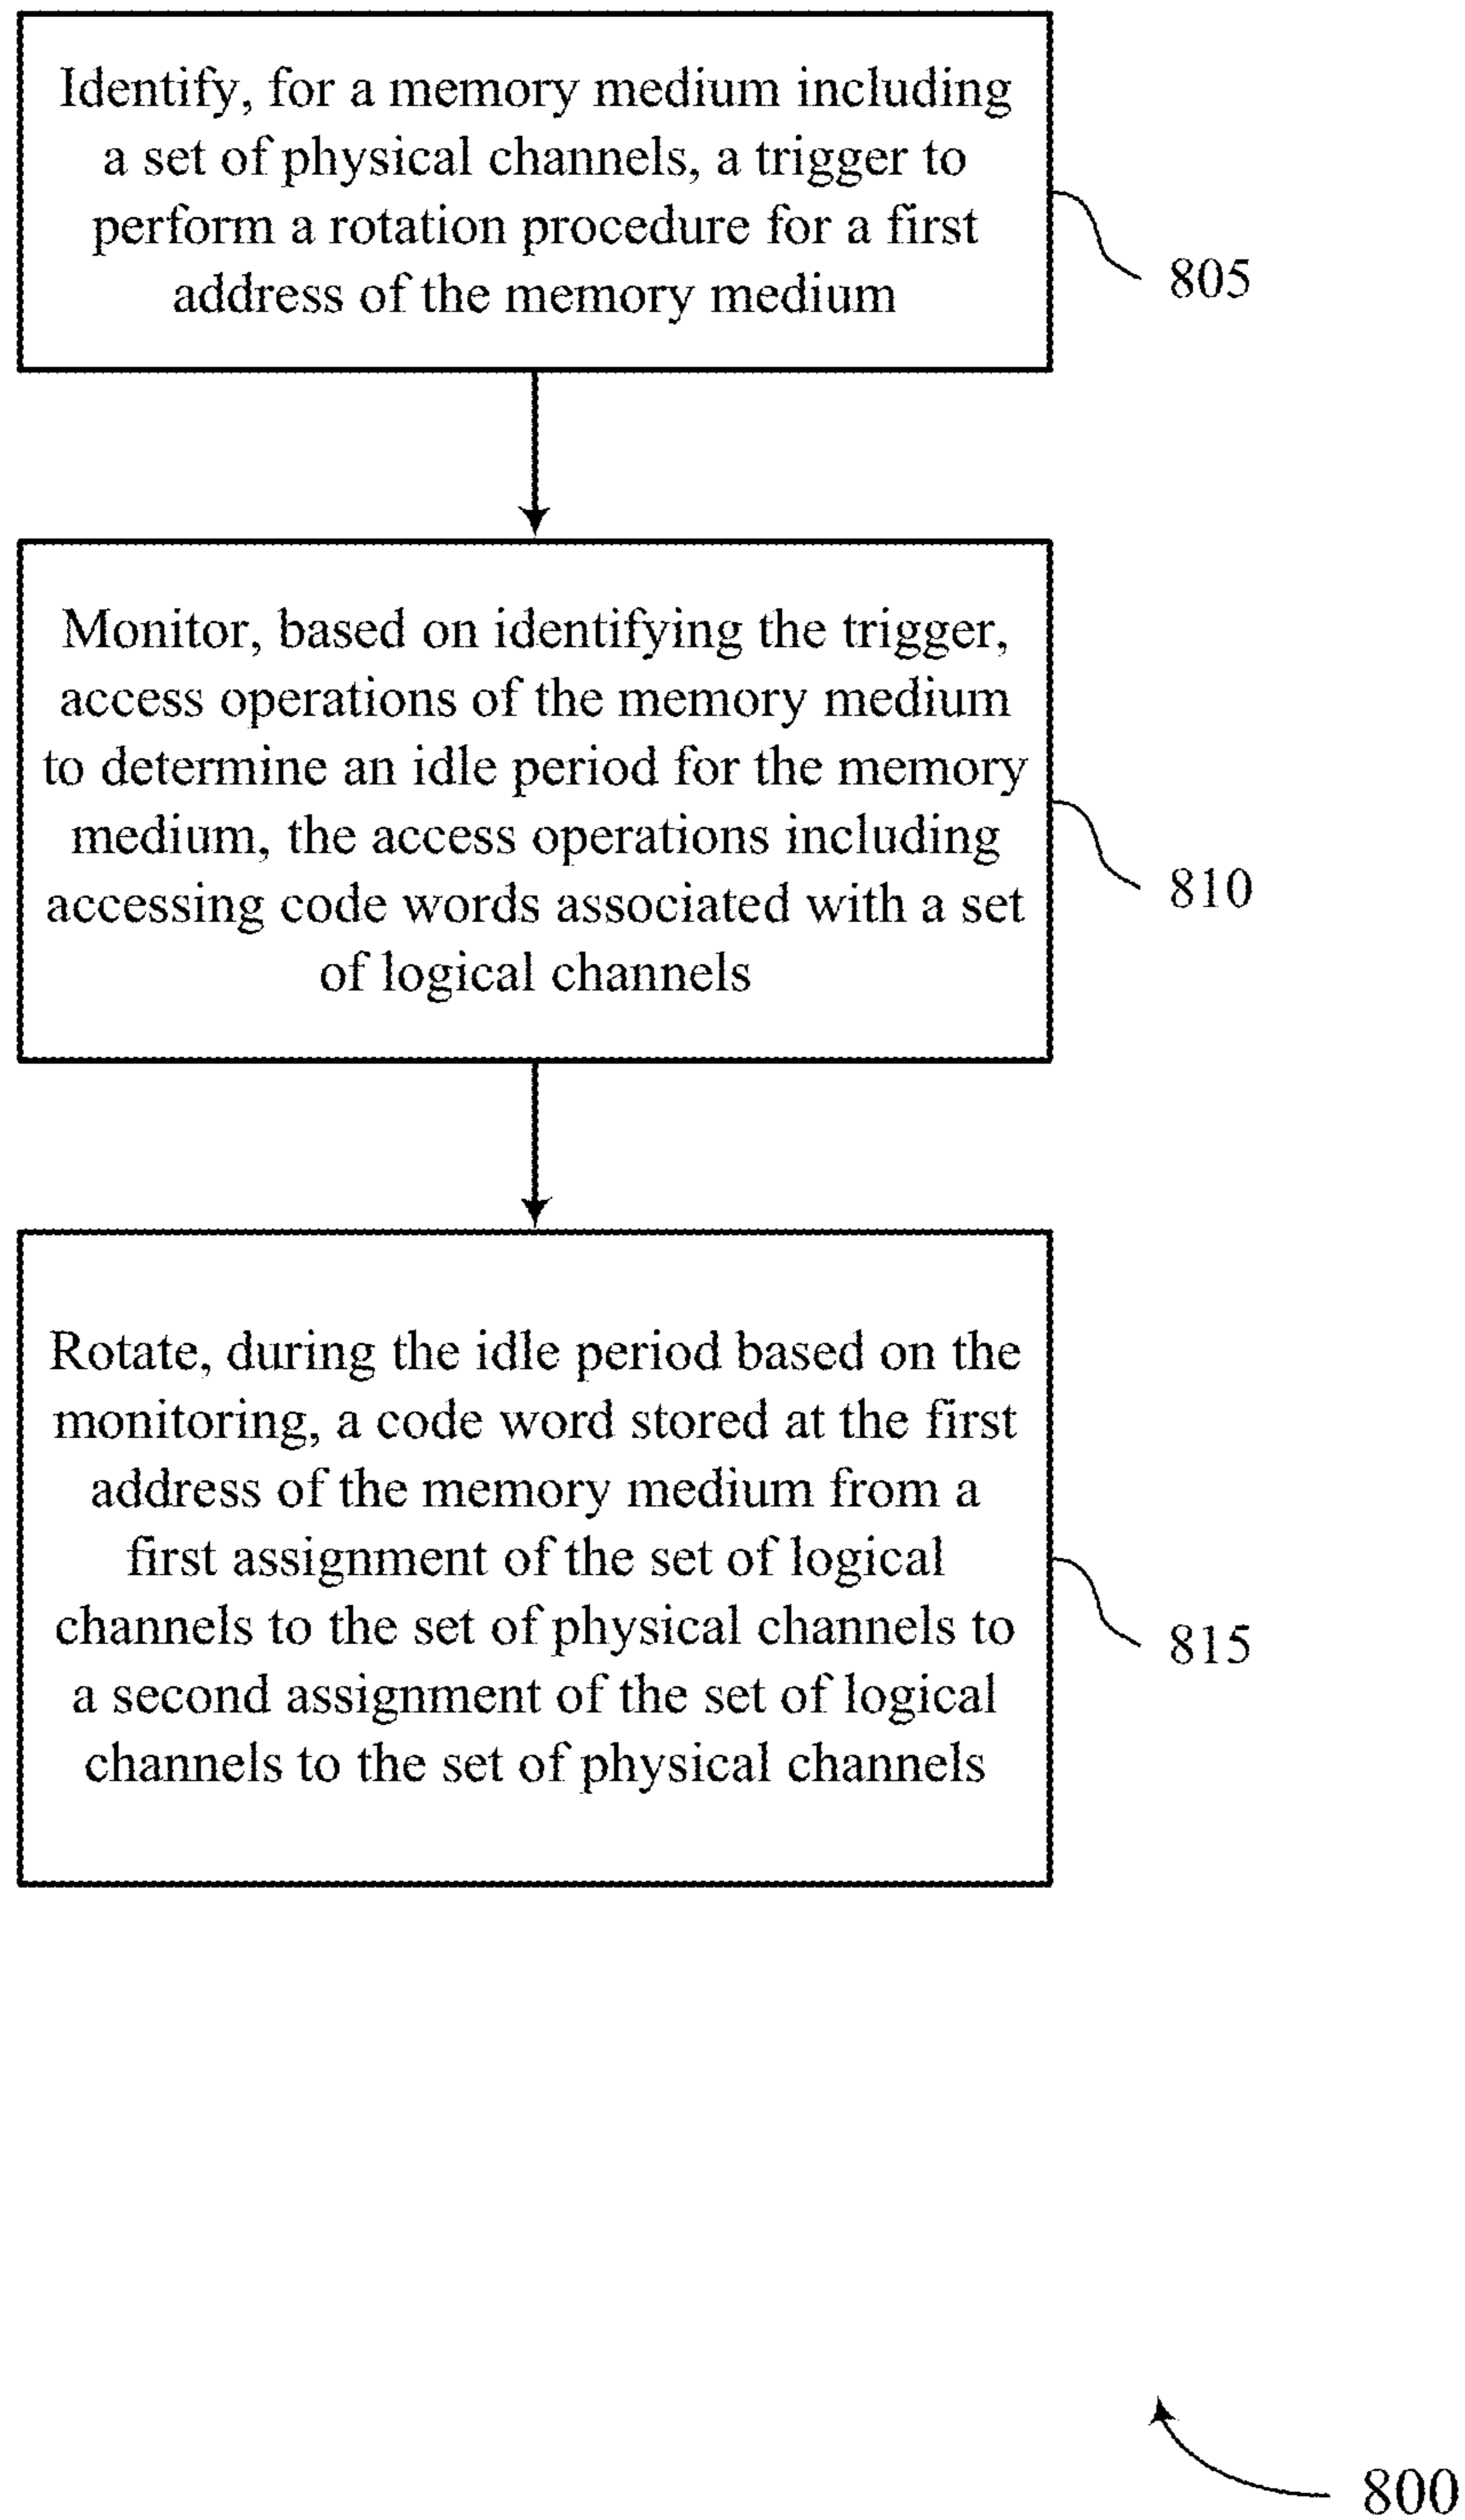 Identify, for a memory medium including
a set of physical channels, a trigger to
perform a rotation procedure for a first
address of the memory medium
805
Monitor, based on identifying the trigger,
access operations of the memory medium
to determine an idle period for the memory
medium, the access operations including
accessing code words associated with a set
of logical channels
810
Rotate, during the idle period based on the
monitoring, a code word stored at the first
address of the memory medium from a
first assignment of the set of logical
channels to the set of physical channels to
a second assignment of the set of logical
channels to the set of physical channels
815
800